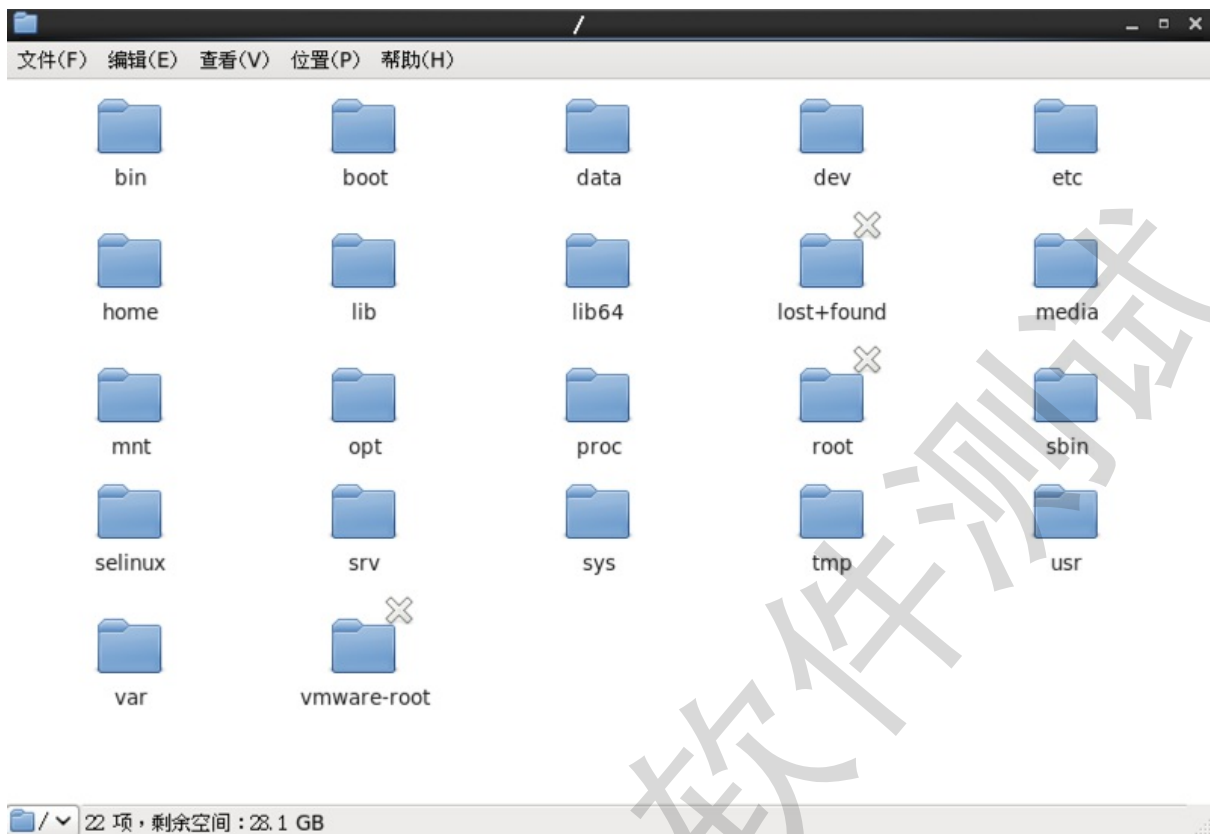 /
文件(F) 编辑(E) 查看(V) 位置(P) 帮助(H)
bin boot data dev etc
home lib lib64 lost+found media
mnt opt proc root sbin
selinux srv sys tmp usr
var vmware-root
/ 22 项，剩余空间：28.1 GB
软件测试